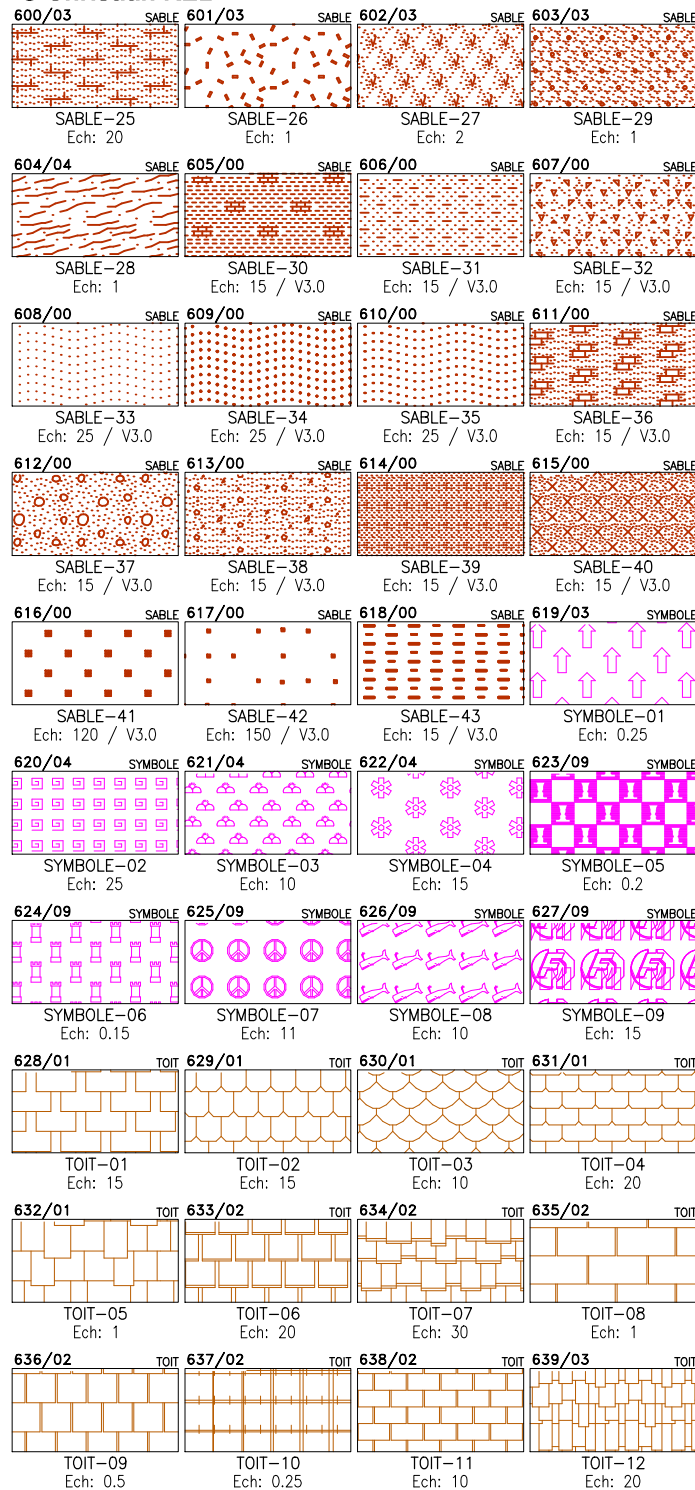 600/03 SABLE 601/03 SABLE 602/03 SABLE 603/03 SABLE
SABLE-25 SABLE-26 SABLE-27 SABLE-29
Ech: 20 Ech: 1 Ech: 2 Ech: 1
604/04 SABLE 605/00 SABLE 606/00 SABLE 607/00 SABLE
SABLE-28 SABLE-30 SABLE-31 SABLE-32
Ech: 1 Ech: 15 / V3.0 Ech: 15 / V3.0 Ech: 15 / V3.0
608/00 SABLE 609/00 SABLE 610/00 SABLE 611/00 SABLE
SABLE-33 SABLE-34 SABLE-35 SABLE-36
Ech: 25 / V3.0 Ech: 25 / V3.0 Ech: 25 / V3.0 Ech: 15 / V3.0
612/00 SABLE 613/00 SABLE 614/00 SABLE 615/00 SABLE
SABLE-37 SABLE-38 SABLE-39 SABLE-40
Ech: 15 / V3.0 Ech: 15 / V3.0 Ech: 15 / V3.0 Ech: 15 / V3.0
616/00 SABLE 617/00 SABLE 618/00 SABLE 619/03 SYMBOLE
SABLE-41 SABLE-42 SABLE-43 SYMBOLE-01
Ech: 120 / V3.0 Ech: 150 / V3.0 Ech: 15 / V3.0 Ech: 0.25
620/04 SYMBOLE 621/04 SYMBOLE 622/04 SYMBOLE 623/09 SYMBOLE
SYMBOLE-02 SYMBOLE-03 SYMBOLE-04 SYMBOLE-05
Ech: 25 Ech: 10 Ech: 15 Ech: 0.2
624/09 SYMBOLE 625/09 SYMBOLE 626/09 SYMBOLE 627/09 SYMBOLE
SYMBOLE-06 SYMBOLE-07 SYMBOLE-08 SYMBOLE-09
Ech: 0.15 Ech: 11 Ech: 10 Ech: 15
628/01 TOIT 629/01 TOIT 630/01 TOIT 631/01 TOIT
TOIT-01 TOIT-02 TOIT-03 TOIT-04
Ech: 15 Ech: 15 Ech: 10 Ech: 20
632/01 TOIT 633/02 TOIT 634/02 TOIT 635/02 TOIT
TOIT-05 TOIT-06 TOIT-07 TOIT-08
Ech: 1 Ech: 20 Ech: 30 Ech: 1
636/02 TOIT 637/02 TOIT 638/02 TOIT 639/03 TOIT
TOIT-09 TOIT-10 TOIT-11 TOIT-12
Ech: 0.5 Ech: 0.25 Ech: 10 Ech: 20